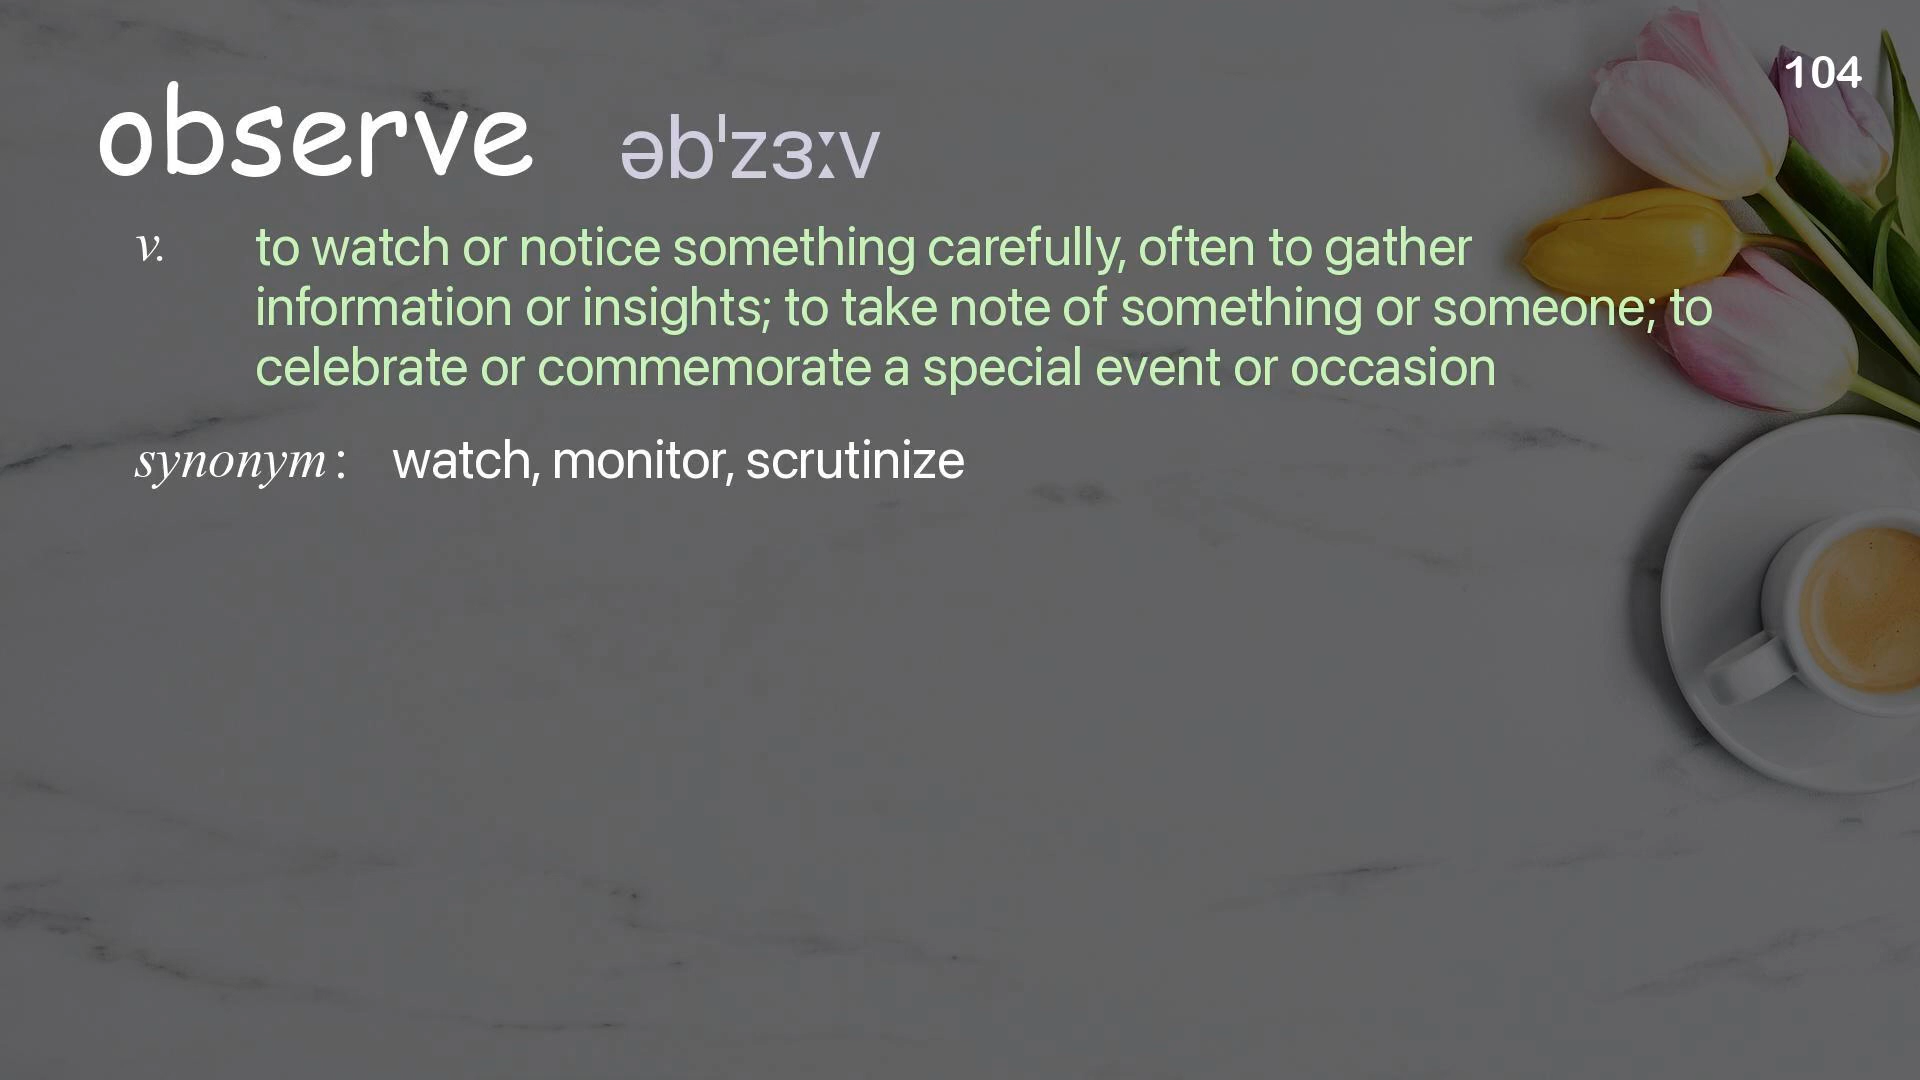 104
observe əbˈzɜːv
v. to watch or notice something carefully, often to gather
information or insights; to take note of something or someone; to
celebrate or commemorate a special event or occasion
synonym : watch, monitor, scrutinize